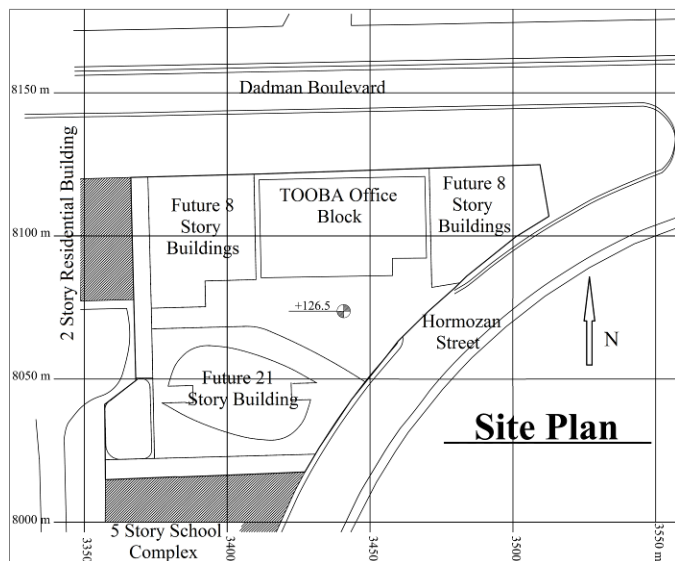 8150 m
Dadman Boulevard
2 Story Residential Building
Future 8
Story
Buildings
TOOBA Office
Block
Future 8
Story
Buildings
8100 m
+126.5
Hormozan
Street
N
8050 m
Future 21
Story Building
Site Plan
8000 m
5 Story School
Complex
3350
3400 m
3450 m
3500 m
3550 m